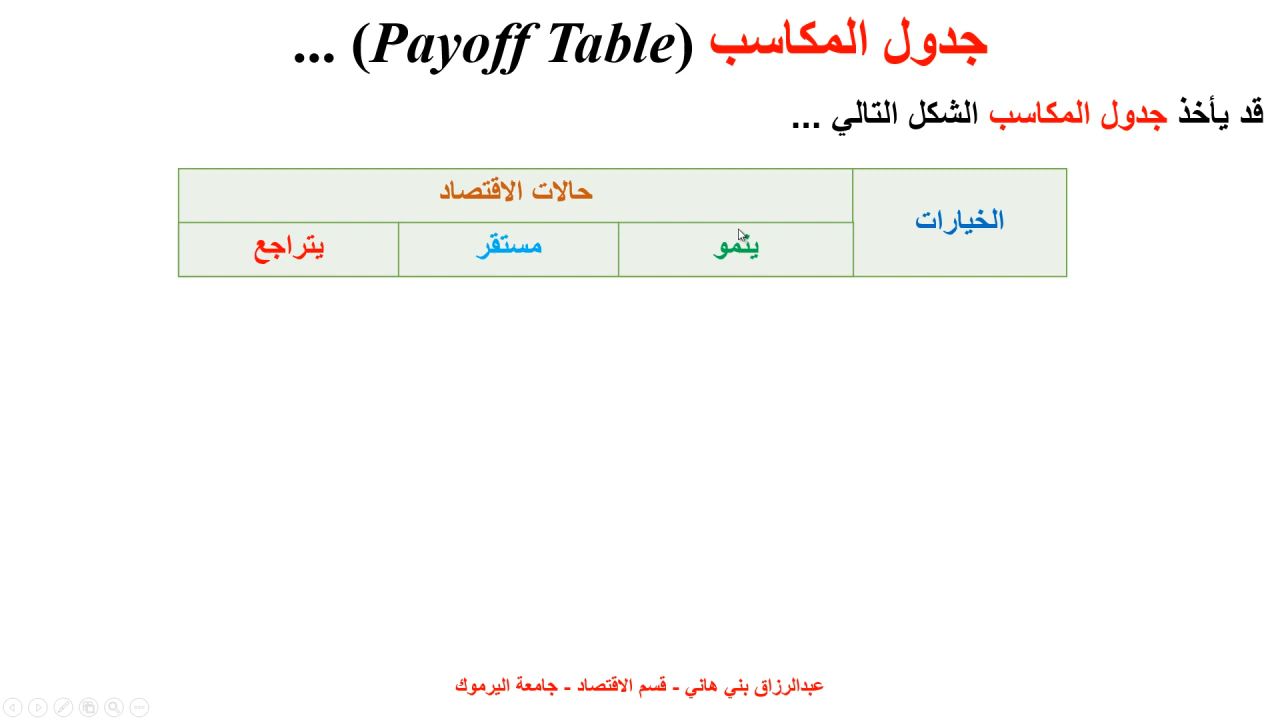 جدول المكاسب (Payoff Table) ...
قد يأخذ جدول المكاسب الشكل التالي ...
الخيارات
حالات الاقتصاد
ينمو
مستقر
يتراجع
عبدالرزاق بني هاني - قسم الاقتصاد - جامعة اليرموك